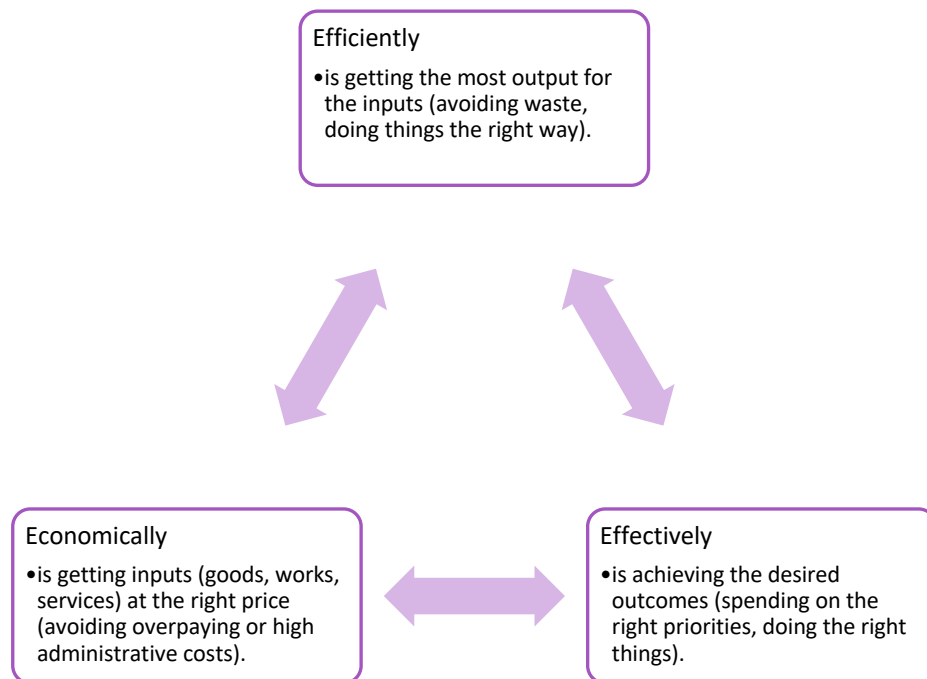 Efficiently
•is getting the most output for
the inputs (avoiding waste,
doing things the right way).
Economically
•is getting inputs (goods, works,
services) at the right price
(avoiding overpaying or high
administrative costs).
Effectively
•is achieving the desired
outcomes (spending on the
right priorities, doing the right
things).